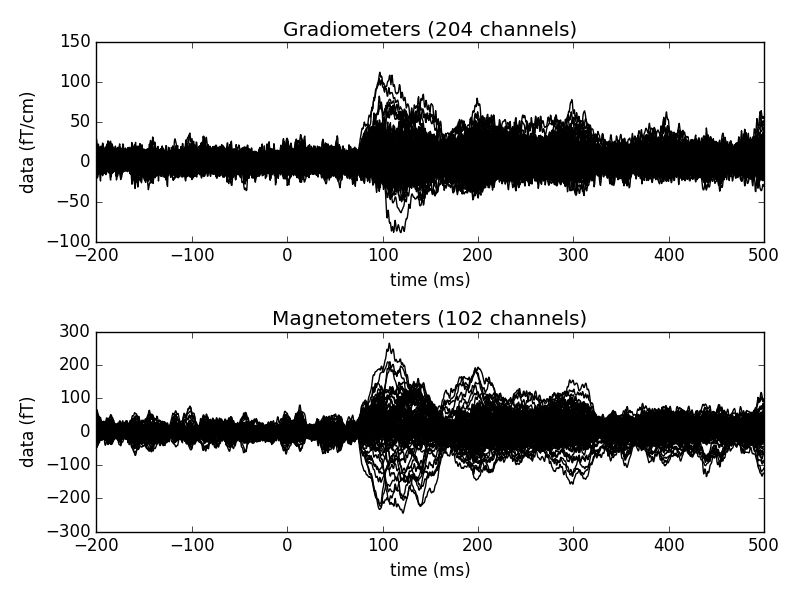 Gradiometers (204 channels)
150
100
50
0
−50
−100
data (fT/cm)
−200 −100 0 100 200 300 400 500
time (ms)
Magnetometers (102 channels)
300
200
100
0
−100
−200
−300
data (fT)
−200 −100 0 100 200 300 400 500
time (ms)